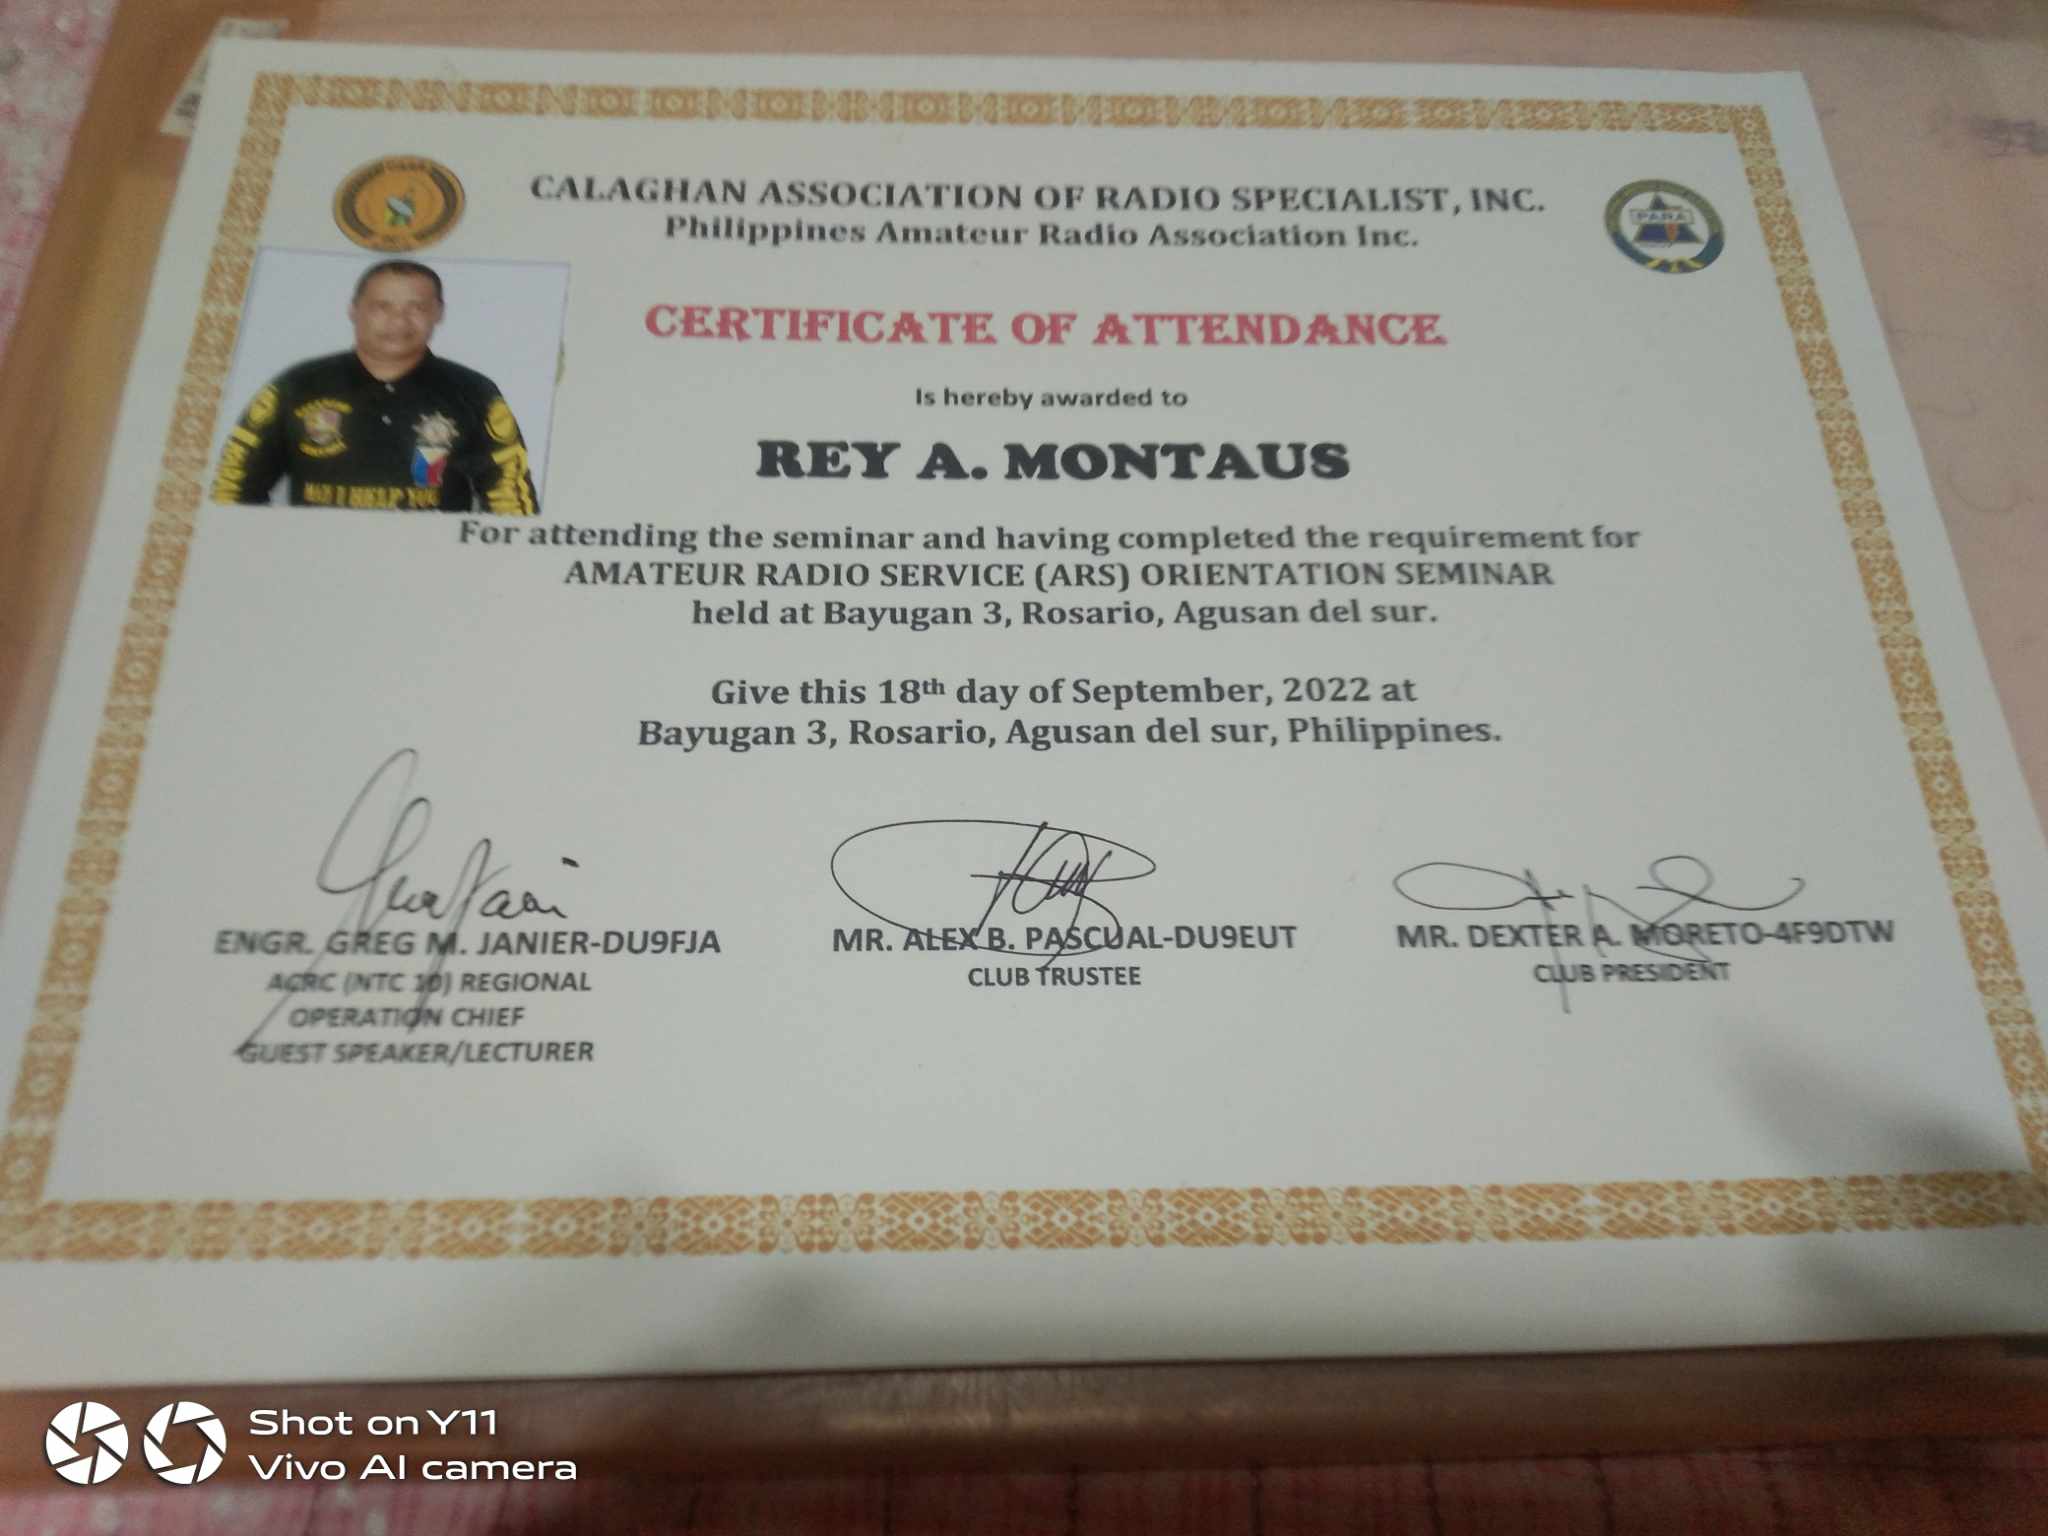 CALAGHAN ASSOCIATION OF RADIO SPECIALIST, INC.
Philippines Amateur Radio Association Inc.
PARA
CERTIFICATE OF ATTENDANCE
Is hereby awarded to
REY A. MONTAUS
MAY I HELP YOU
For attending the seminar and having completed the requirement for
AMATEUR RADIO SERVICE (ARS) ORIENTATION SEMINAR
held at Bayugan 3, Rosario, Agusan del sur.
Give this 18th day of September, 2022 at
Bayugan 3, Rosario, Agusan del sur, Philippines.
ENGR. GREG M. JANIER-DU9FJA
ACRC (NTC 10) REGIONAL
OPERATION CHIEF
GUEST SPEAKER/LECTURER
MR. ALEX B. PASCUAL-DU9EUT
CLUB TRUSTEE
MR. DEXTER A. MORETO-4F9DTW
CLUB PRESIDENT
Shot on Y11
Vivo AI camera